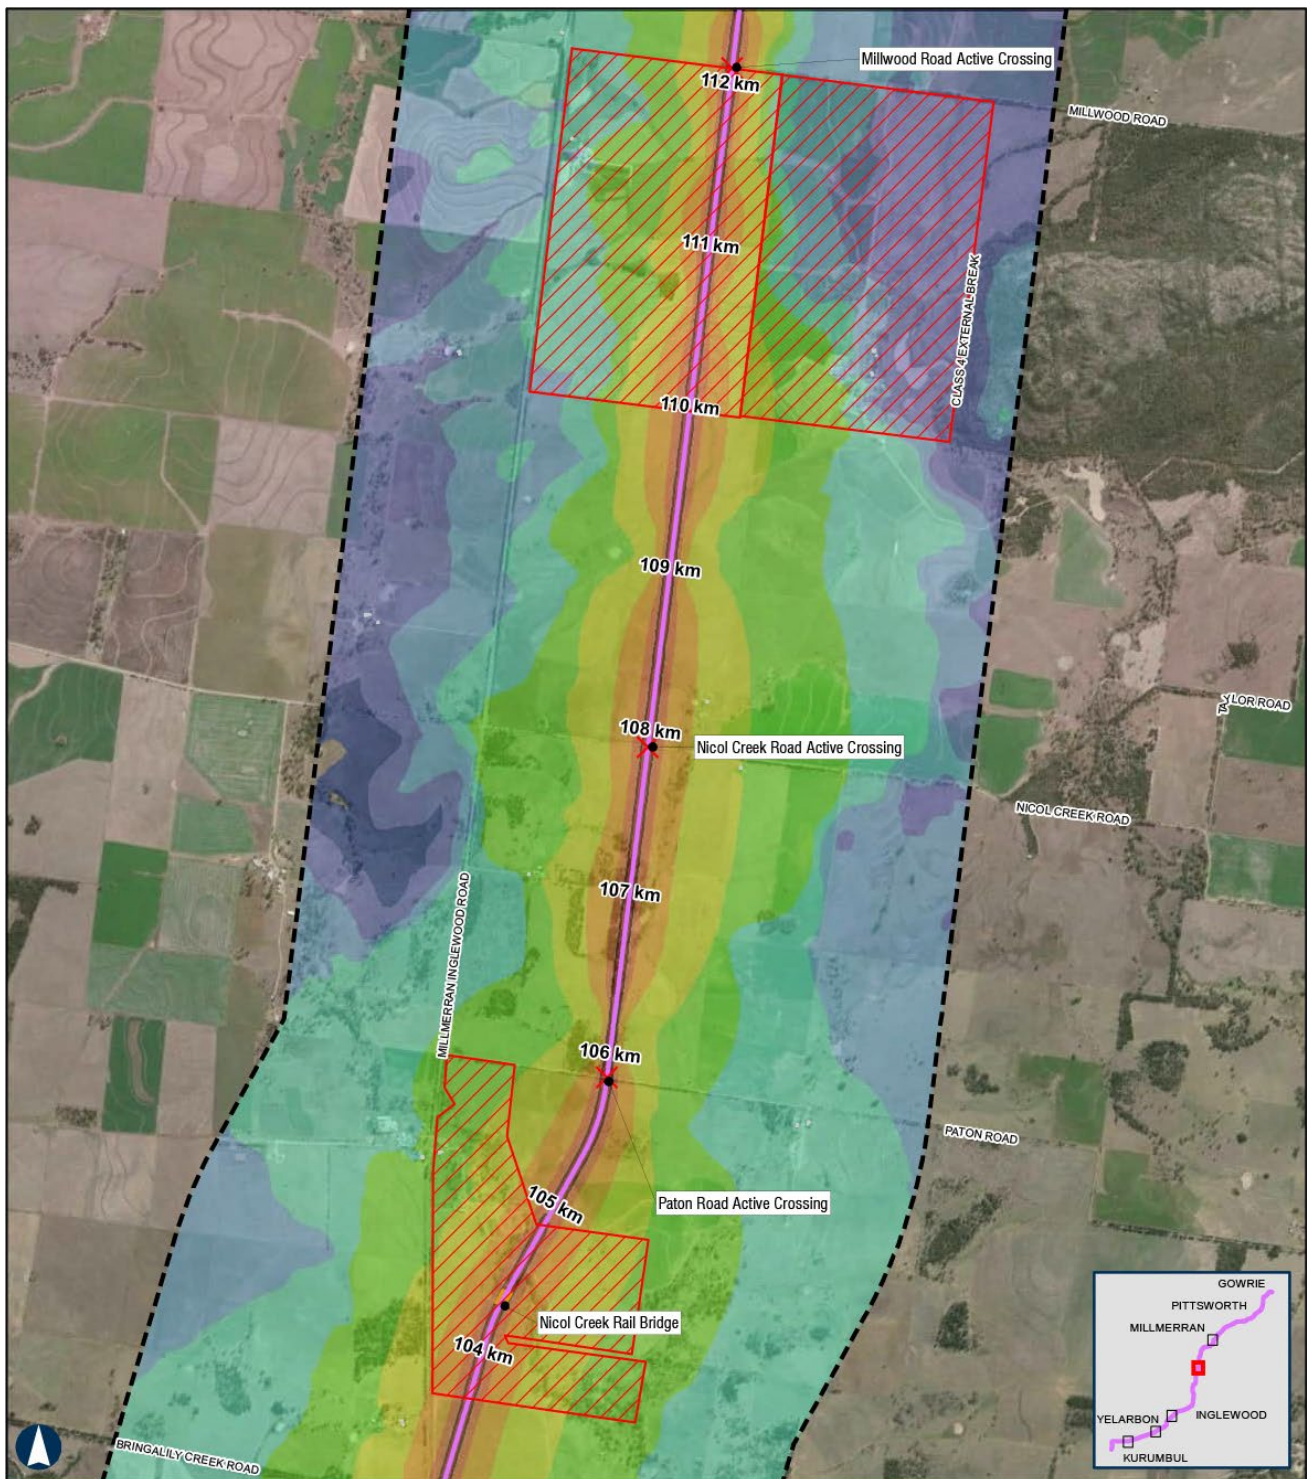 Millwood Road Active Crossing
112 km
MILLWOOD ROAD
111 km
CLASS 4 EXTERNAL BREAK
110 km
109 km
TAYLOR ROAD
108 km
Nicol Creek Road Active Crossing
NICOL CREEK ROAD
107 km
MILLMERRAN INGLEWOOD ROAD
106 km
PATON ROAD
105 km
Paton Road Active Crossing
Nicol Creek Rail Bridge
104 km
BRINGALILY CREEK ROAD
GOWRIE
PITTSWORTH
MILLMERRAN
INGLEWOOD
YELARBON
KURUMBUL